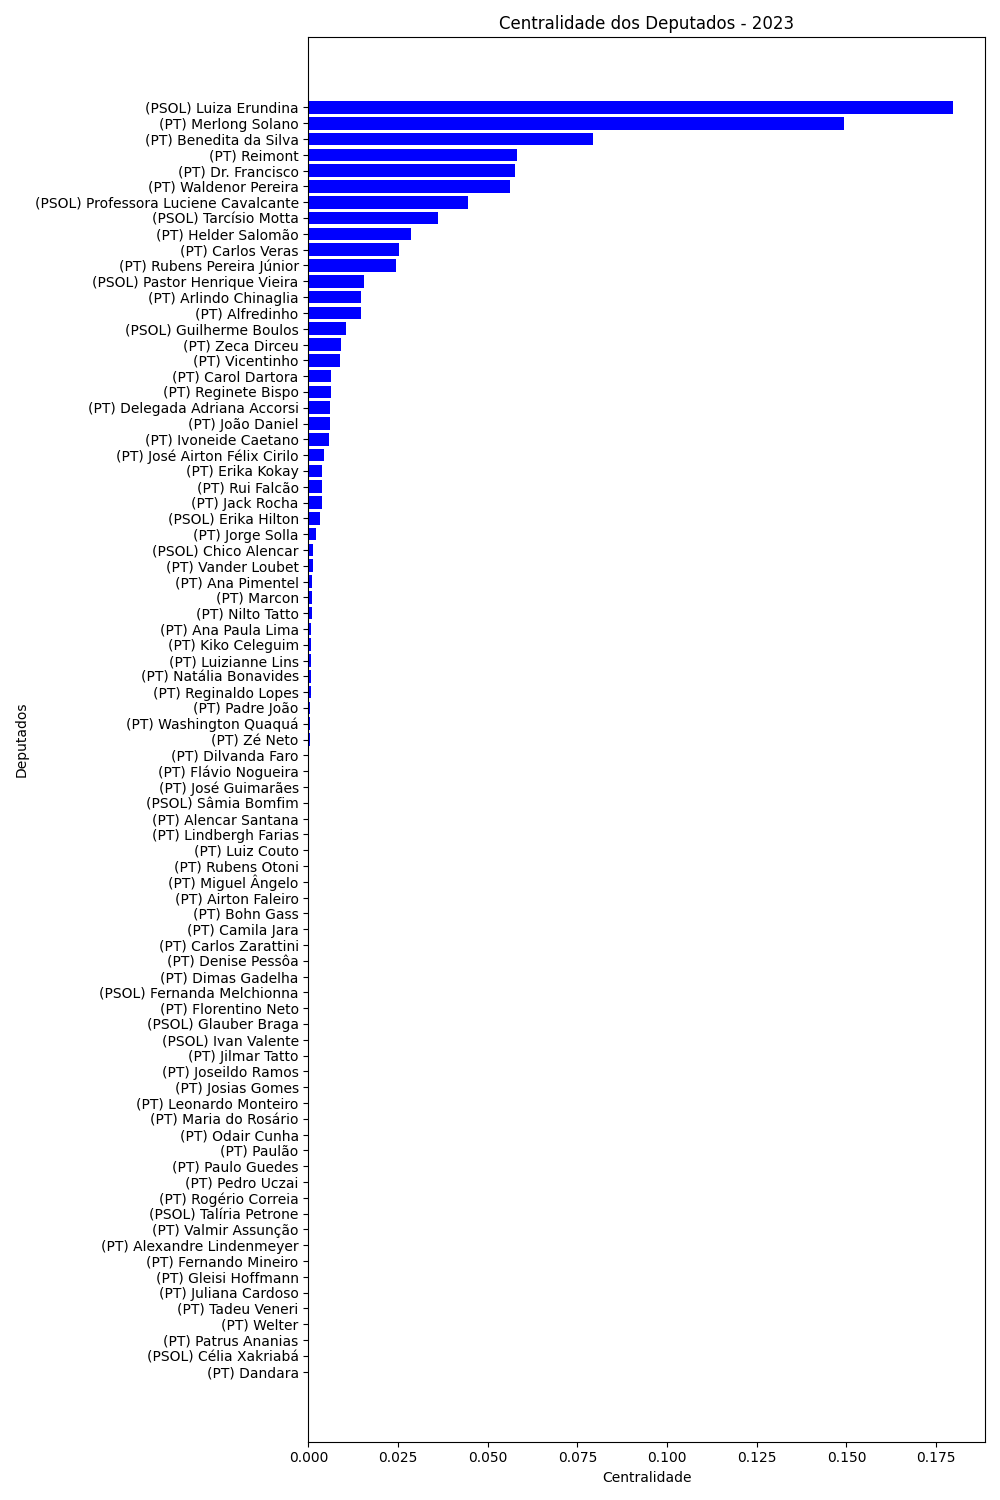 Centralidade dos Deputados - 2023
(PSOL) Luiza Erundina
(PT) Merlong Solano
(PT) Benedita da Silva
(PT) Reimont
(PT) Dr. Francisco
(PT) Waldenor Pereira
(PSOL) Professora Luciene Cavalcante
(PSOL) Tarcísio Motta
(PT) Helder Salomão
(PT) Carlos Veras
(PT) Rubens Pereira Júnior
(PSOL) Pastor Henrique Vieira
(PT) Arlindo Chinaglia
(PT) Alfredinho
(PSOL) Guilherme Boulos
(PT) Zeca Dirceu
(PT) Vicentinho
(PT) Carol Dartora
(PT) Reginete Bispo
(PT) Delegada Adriana Accorsi
(PT) João Daniel
(PT) Ivoneide Caetano
(PT) José Airton Félix Cirilo
(PT) Erika Kokay
(PT) Rui Falcão
(PT) Jack Rocha
(PSOL) Erika Hilton
(PT) Jorge Solla
(PSOL) Chico Alencar
(PT) Vander Loubet
(PT) Ana Pimentel
(PT) Marcon
(PT) Nilto Tatto
(PT) Ana Paula Lima
(PT) Kiko Celeguim
(PT) Luizianne Lins
(PT) Natália Bonavides
(PT) Reginaldo Lopes
(PT) Padre João
(PT) Washington Quaquá
(PT) Zé Neto
(PT) Dilvanda Faro
(PT) Flávio Nogueira
(PT) José Guimarães
(PSOL) Sâmia Bomfim
(PT) Alencar Santana
(PT) Lindbergh Farias
(PT) Luiz Couto
(PT) Rubens Otoni
(PT) Miguel Ângelo
(PT) Airton Faleiro
(PT) Bohn Gass
(PT) Camila Jara
(PT) Carlos Zarattini
(PT) Denise Pessôa
(PT) Dimas Gadelha
(PSOL) Fernanda Melchionna
(PT) Florentino Neto
(PSOL) Glauber Braga
(PSOL) Ivan Valente
(PT) Jilmar Tatto
(PT) Joseildo Ramos
(PT) Josias Gomes
(PT) Leonardo Monteiro
(PT) Maria do Rosário
(PT) Odair Cunha
(PT) Paulão
(PT) Paulo Guedes
(PT) Pedro Uczai
(PT) Rogério Correia
(PSOL) Talíria Petrone
(PT) Valmir Assunção
(PT) Alexandre Lindenmeyer
(PT) Fernando Mineiro
(PT) Gleisi Hoffmann
(PT) Juliana Cardoso
(PT) Tadeu Veneri
(PT) Welter
(PT) Patrus Ananias
(PSOL) Célia Xakriabá
(PT) Dandara
Deputados
0.000 0.025 0.050 0.075 0.100 0.125 0.150 0.175
Centralidade